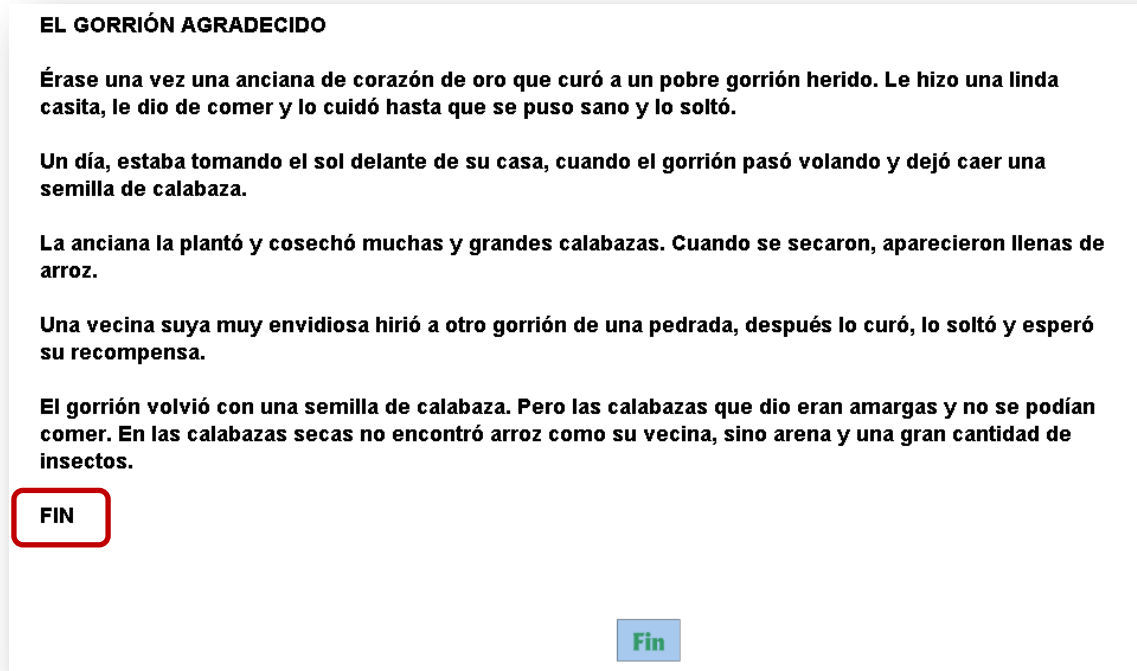 EL GORRIÓN AGRADECIDO
Érase una vez una anciana de corazón de oro que curó a un pobre gorrión herido. Le hizo una linda
casita, le dio de comer y lo cuidó hasta que se puso sano y lo soltó.
Un día, estaba tomando el sol delante de su casa, cuando el gorrión pasó volando y dejó caer una
semilla de calabaza.
La anciana la plantó y cosechó muchas y grandes calabazas. Cuando se secaron, aparecieron llenas de
arroz.
Una vecina suya muy envidiosa hirió a otro gorrión de una pedrada, después lo curó, lo soltó y esperó
su recompensa.
El gorrión volvió con una semilla de calabaza. Pero las calabazas que dio eran amargas y no se podían
comer. En las calabazas secas no encontró arroz como su vecina, sino arena y una gran cantidad de
insectos.
FIN
Fin